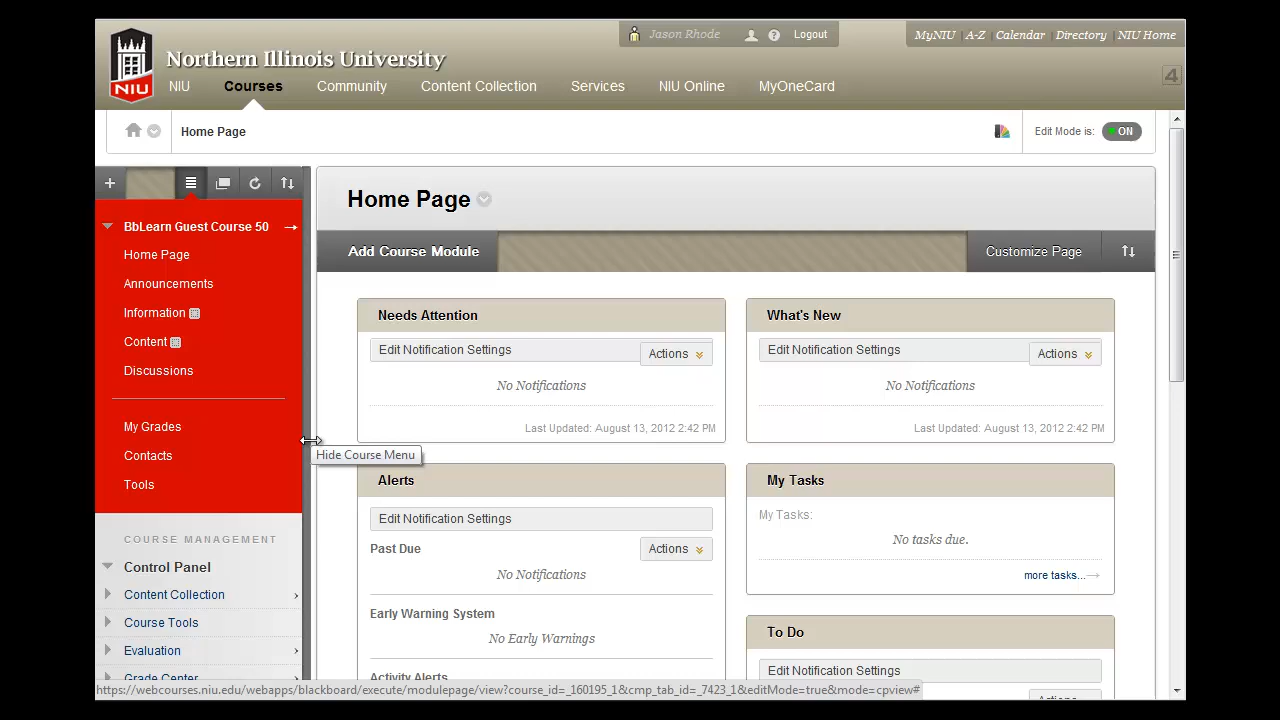 Jason Rhode
Logout
MyNIU A-Z Calendar Directory NIU Home
NIU
Northern Illinois University
NIU Courses Community Content Collection Services NIU Online MyOneCard
4
Home Page
Edit Mode is: ON
BbLearn Guest Course 50
Home Page
Announcements
Information
Content
Discussions
My Grades
Contacts
Tools
COURSE MANAGEMENT
Control Panel
Content Collection
Course Tools
Evaluation
Grade Center
Hide Course Menu
Home Page
Add Course Module
Customize Page
Needs Attention
Edit Notification Settings
Actions
No Notifications
Last Updated: August 13, 2012 2:42 PM
What's New
Edit Notification Settings
Actions
No Notifications
Last Updated: August 13, 2012 2:42 PM
Alerts
Edit Notification Settings
Past Due
Actions
No Notifications
Early Warning System
No Early Warnings
Activity Alerts
My Tasks
My Tasks:
No tasks due.
more tasks...
To Do
Edit Notification Settings
Actions
https://webcourses.niu.edu/webapps/blackboard/execute/modulepage/view?course_id=_160195_1&cmp_tab_id=_7423_1&editMode=true&mode=cpview#